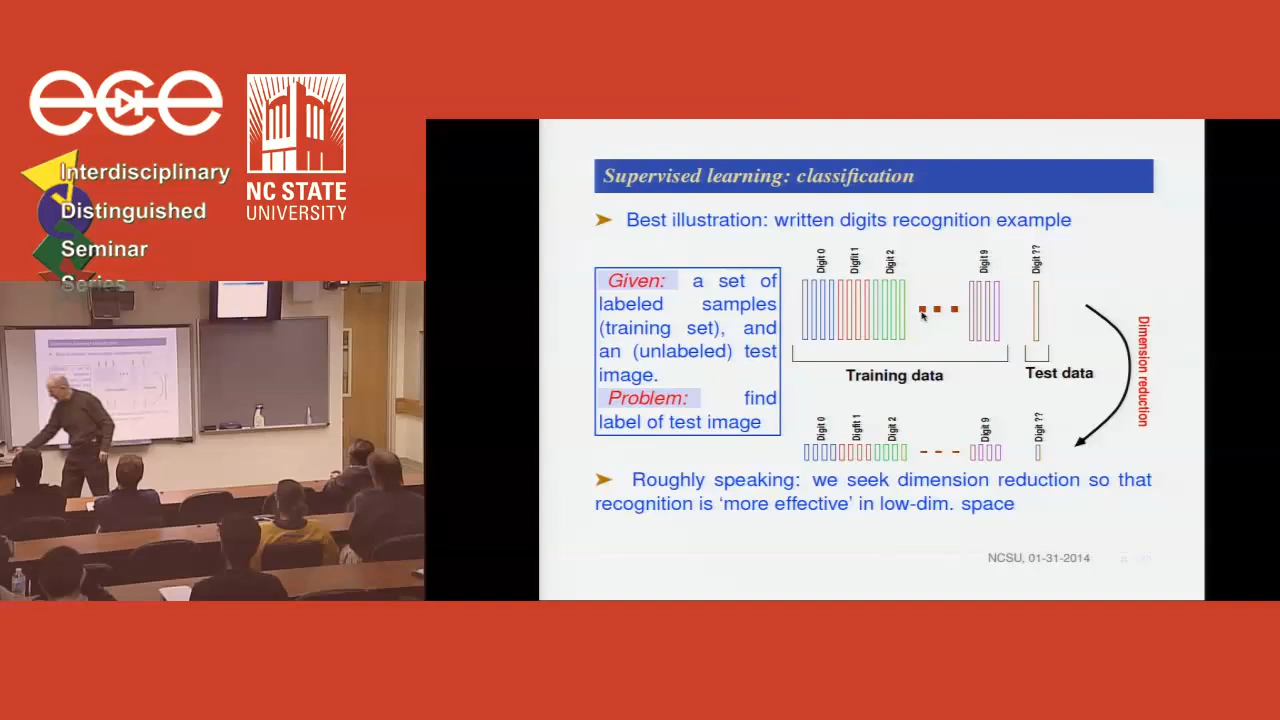 ece
Interdisciplinary
Distinguished
Seminar
Series
NC STATE
UNIVERSITY
Supervised learning: classification
➤ Best illustration: written digits recognition example
Given: a set of
labeled samples
(training set), and
an (unlabeled) test
image.
Problem: find
label of test image
Digit 0
Digfit 1
Digit 2
Digit 9
Digit ??
Training data
Test data
Dimension reduction
Digit 0
Digfit 1
Digit 2
Digit 9
Digit ??
➤ Roughly speaking: we seek dimension reduction so that
recognition is ‘more effective’ in low-dim. space
NCSU, 01-31-2014